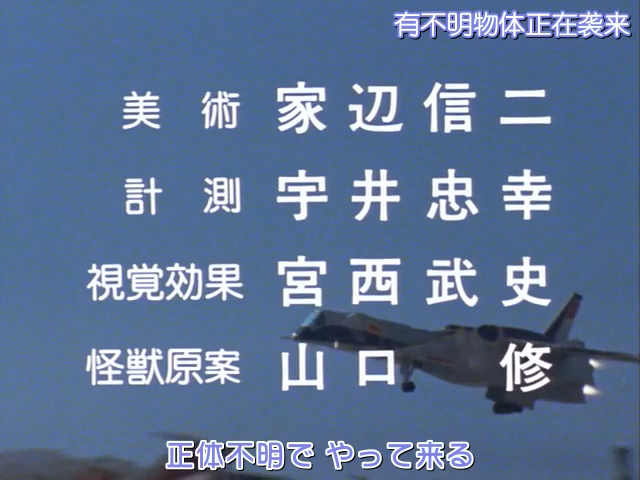 有不明物体正在袭来
美術 家辺信二
計測 宇井忠幸
視覚効果 宮西武史
怪獣原案 山口修
正体不明で やって来る